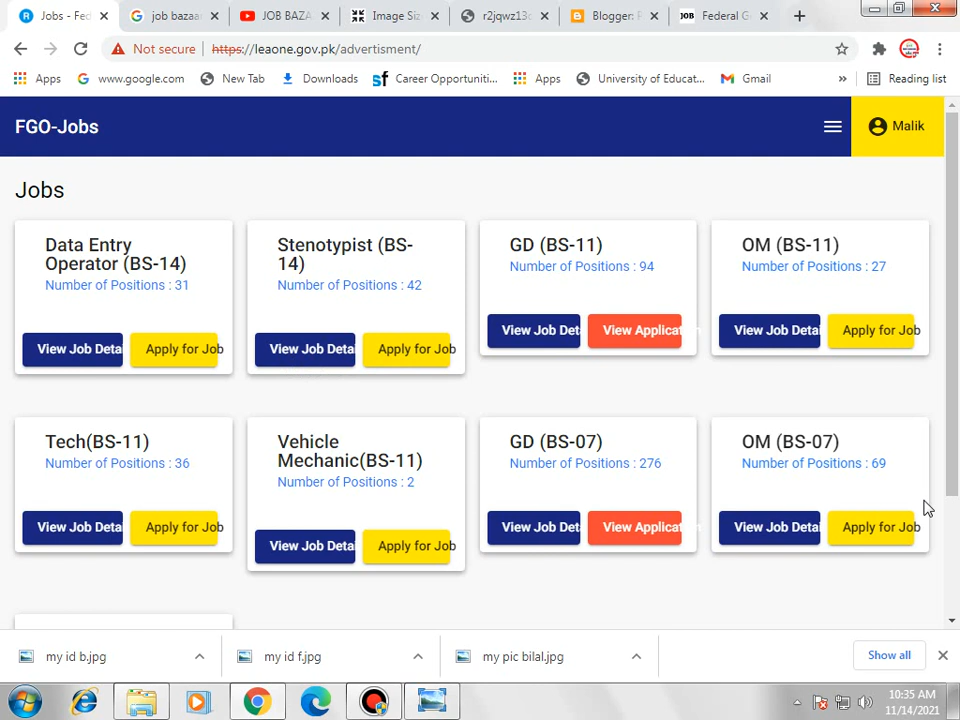 Jobs - Fed
job bazaa
JOB BAZA
Image Siz
r2jqwz13c
Blogger: P
JOB
Federal G
Not secure
https://leaone.gov.pk/advertisment/
Apps
www.google.com
New Tab
Downloads
sf
Career Opportuniti...
Apps
University of Educat...
Gmail
»
Reading list
FGO-Jobs
Malik
Jobs
Data Entry
Operator (BS-14)
Number of Positions : 31
View Job Detai
Apply for Job
Stenotypist (BS-
14)
Number of Positions : 42
View Job Detai
Apply for Job
GD (BS-11)
Number of Positions : 94
View Job Det
View Applicat
OM (BS-11)
Number of Positions : 27
View Job Detai
Apply for Job
Tech(BS-11)
Number of Positions : 36
View Job Detai
Apply for Job
Vehicle
Mechanic(BS-11)
Number of Positions : 2
View Job Detai
Apply for Job
GD (BS-07)
Number of Positions : 276
View Job Det
View Applicat
OM (BS-07)
Number of Positions : 69
View Job Detai
Apply for Job
my id b.jpg
my id f.jpg
my pic bilal.jpg
Show all
10:35 AM
11/14/2021